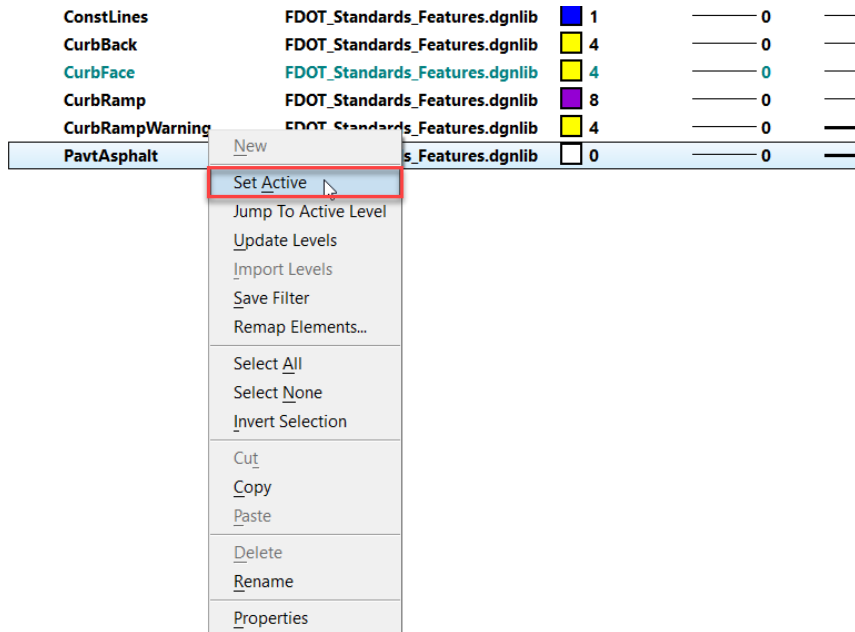 ConstLines FDOT_Standards_Features.dgnlib 1 0
CurbBack FDOT_Standards_Features.dgnlib 4 0
CurbFace FDOT_Standards_Features.dgnlib 4 0
CurbRamp FDOT_Standards_Features.dgnlib 8 0
CurbRampWarning FDOT_Standards_Features.dgnlib 4 0
PavtAsphalt s_Features.dgnlib 0 0
New
Set Active
Jump To Active Level
Update Levels
Import Levels
Save Filter
Remap Elements...
Select All
Select None
Invert Selection
Cut
Copy
Paste
Delete
Rename
Properties